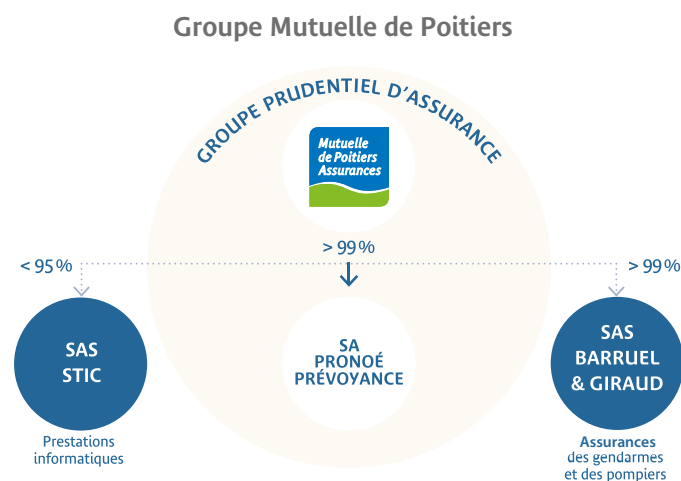 Groupe Mutuelle de Poitiers
GROUPE PRUDENTIEL D'ASSURANCE
Mutuelle
de Poitiers
Assurances
> 99 %
< 95 %
> 99 %
SAS
STIC
SA
PRONOÉ
PRÉVOYANCE
SAS
BARRUEL
& GIRAUD
Prestations
informatiques
Assurances
des gendarmes
et des pompiers